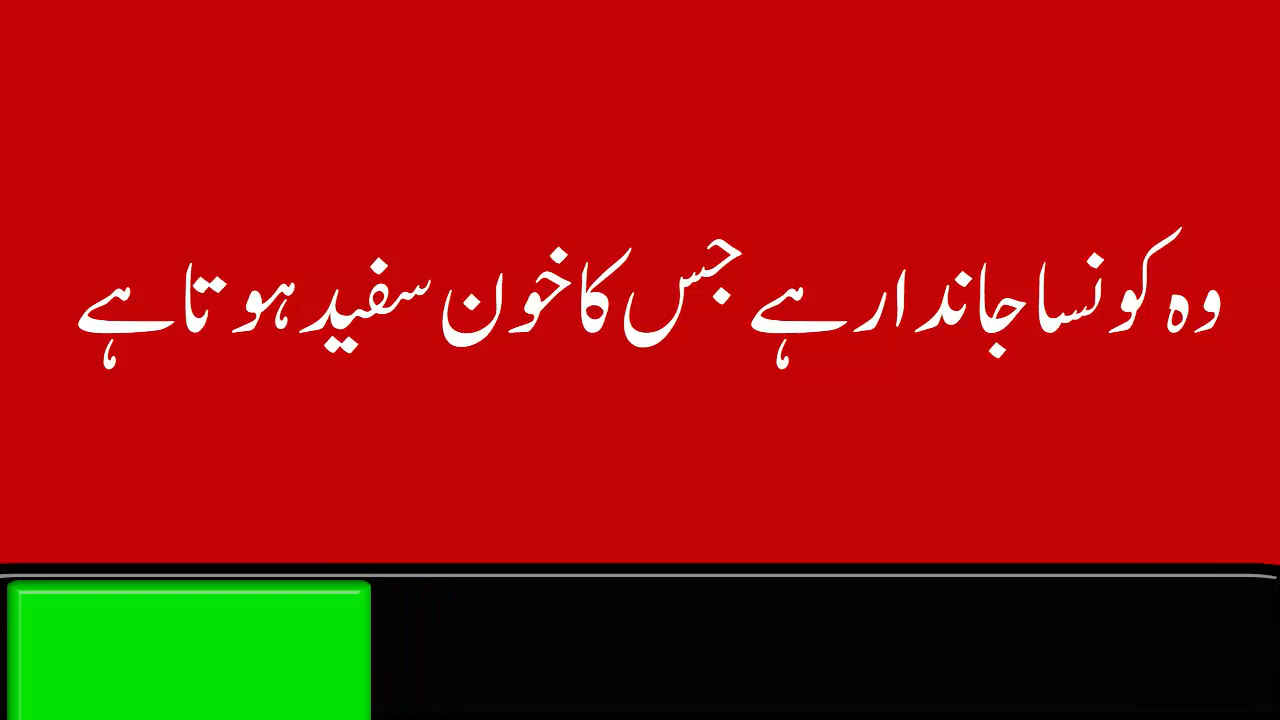 وہ کونسا جاندار ہے جس کا خون سفید ہوتا ہے